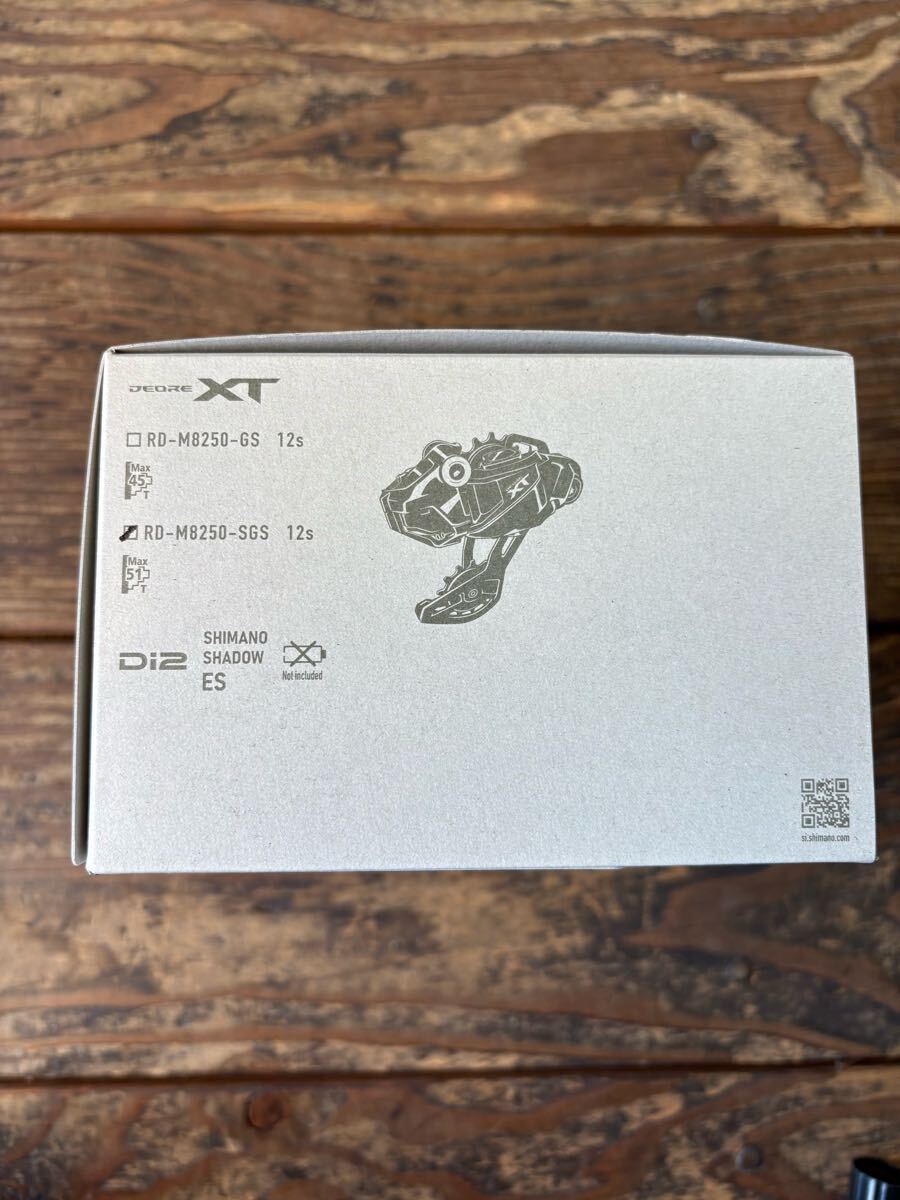 DEORE XT
RD-M8250-GS 12s
Max
45
T
RD-M8250-SGS 12s
Max
51
T
Di2
SHIMANO
SHADOW
ES
Not included
XT
si.shimano.com